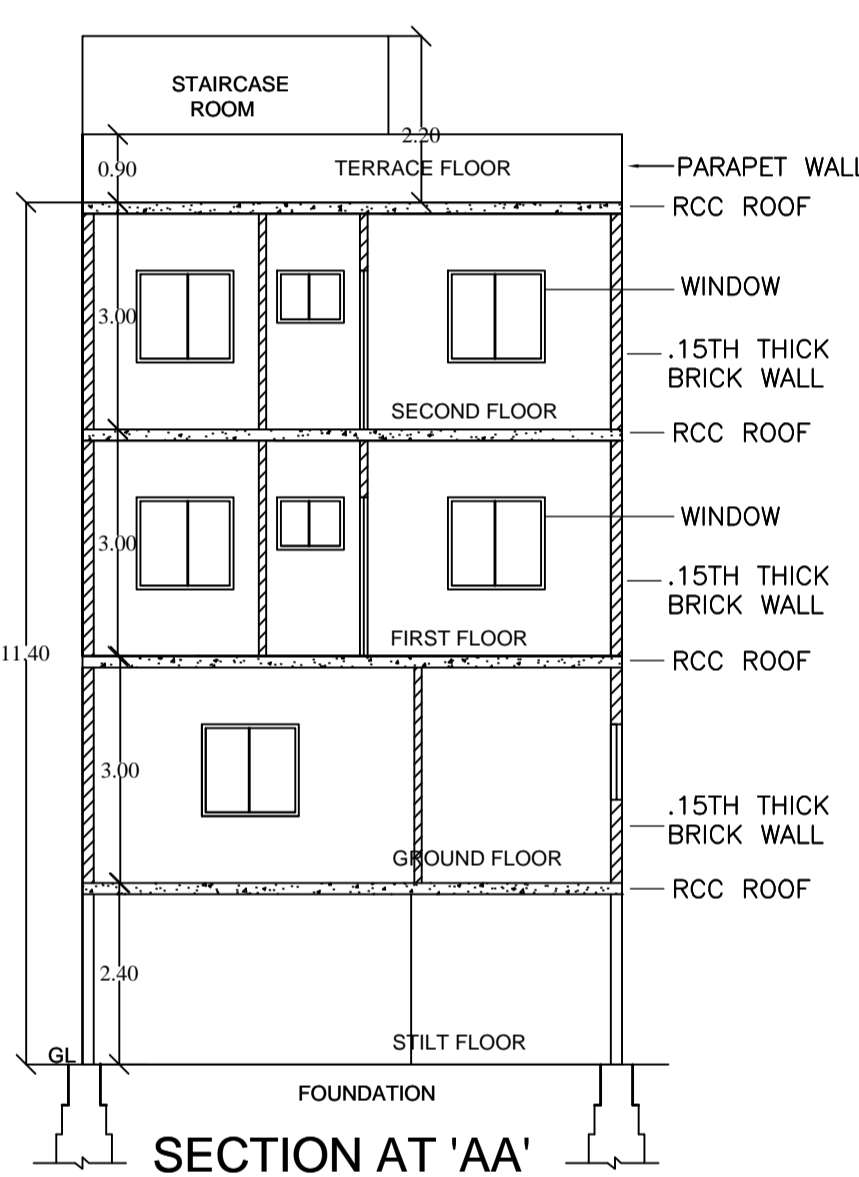 STAIRCASE
ROOM
2.20
0.90
TERRACE FLOOR
PARAPET WALL
RCC ROOF
WINDOW
3.00
.15TH THICK
BRICK WALL
SECOND FLOOR
RCC ROOF
WINDOW
3.00
.15TH THICK
BRICK WALL
FIRST FLOOR
11.40
RCC ROOF
3.00
.15TH THICK
BRICK WALL
GROUND FLOOR
RCC ROOF
2.40
STILT FLOOR
GL
FOUNDATION
SECTION AT 'AA'